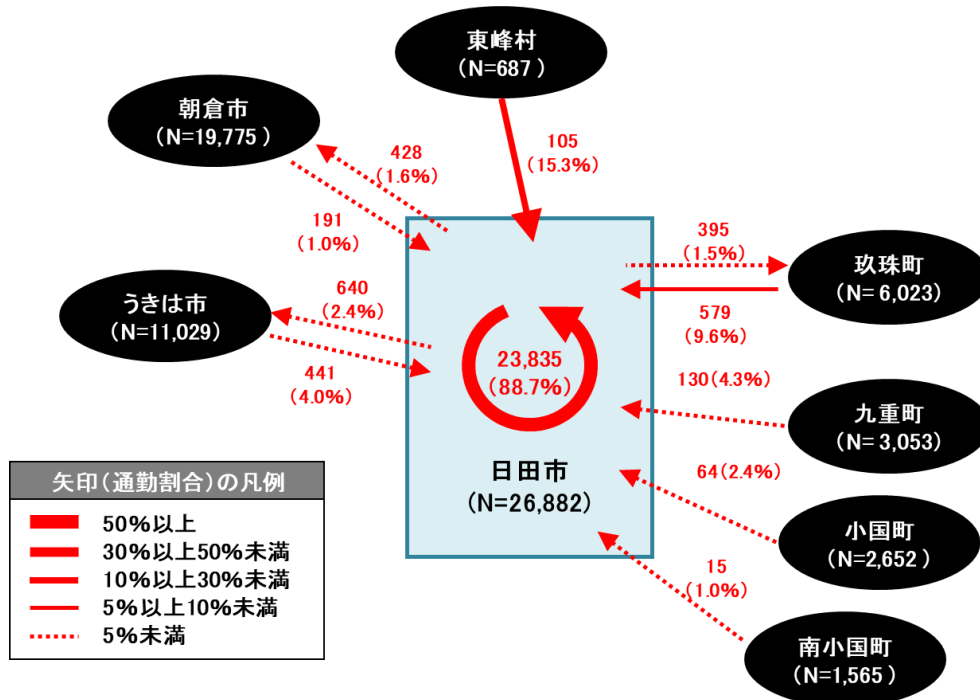 東峰村
（N=687 ）
朝倉市
（N=19,775 ）
428
（1.6%）
105
（15.3%）
191
（1.0%）
395
（1.5%）
玖珠町
（N= 6,023）
うきは市
（N=11,029）
640
（2.4%）
579
（9.6%）
23,835
（88.7%）
441
（4.0%）
130（4.3%）
九重町
（N= 3,053）
日田市
（N=26,882）
64（2.4%）
小国町
（N=2,652 ）
15
（1.0%）
南小国町
（N=1,565）
矢印（通勤割合）の凡例
50%以上
30%以上50%未満
10%以上30%未満
5%以上10%未満
5%未満